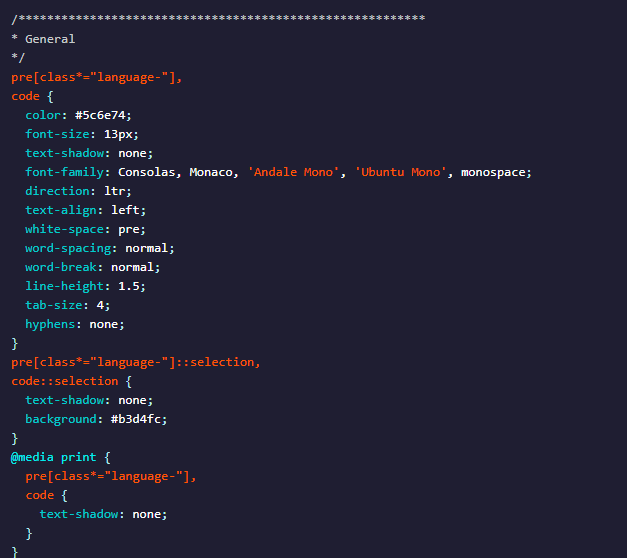 /*********************************************************
* General
*/
pre[class*="language-"],
code {
  color: #5c6e74;
  font-size: 13px;
  text-shadow: none;
  font-family: Consolas, Monaco, 'Andale Mono', 'Ubuntu Mono', monospace;
  direction: ltr;
  text-align: left;
  white-space: pre;
  word-spacing: normal;
  word-break: normal;
  line-height: 1.5;
  tab-size: 4;
  hyphens: none;
}
pre[class*="language-"]::selection,
code::selection {
  text-shadow: none;
  background: #b3d4fc;
}
@media print {
  pre[class*="language-"],
  code {
    text-shadow: none;
  }
}